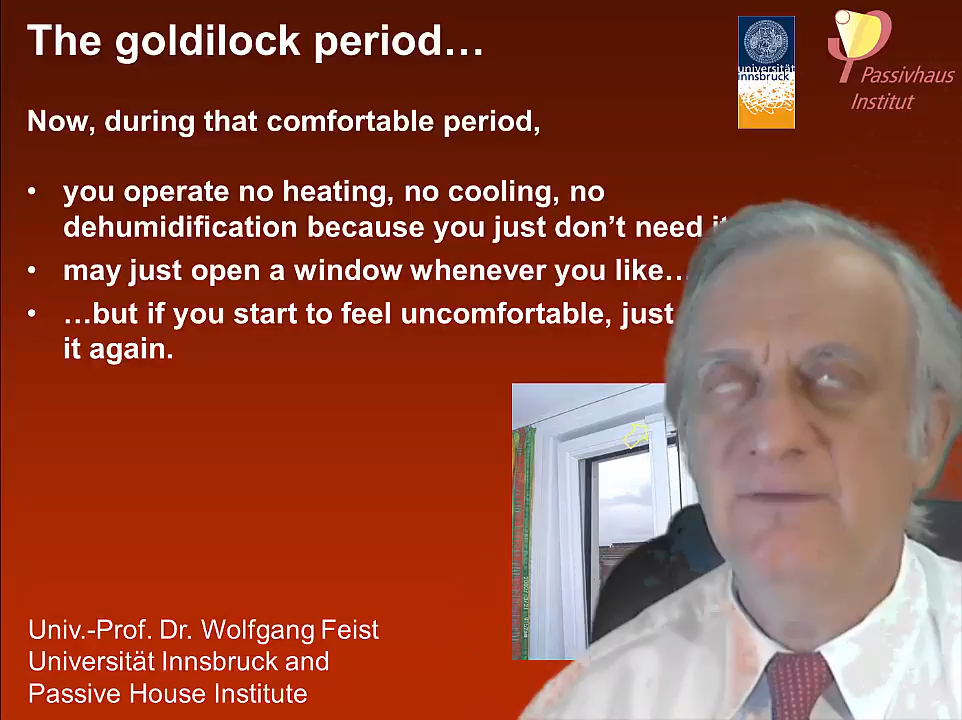 The goldilock period…
universität
innsbruck
Passivhaus
Institut
Now, during that comfortable period,
• you operate no heating, no cooling, no
dehumidification because you just don’t need it
• may just open a window whenever you like…
• …but if you start to feel uncomfortable, just
it again.
Univ.-Prof. Dr. Wolfgang Feist
Universität Innsbruck and
Passive House Institute